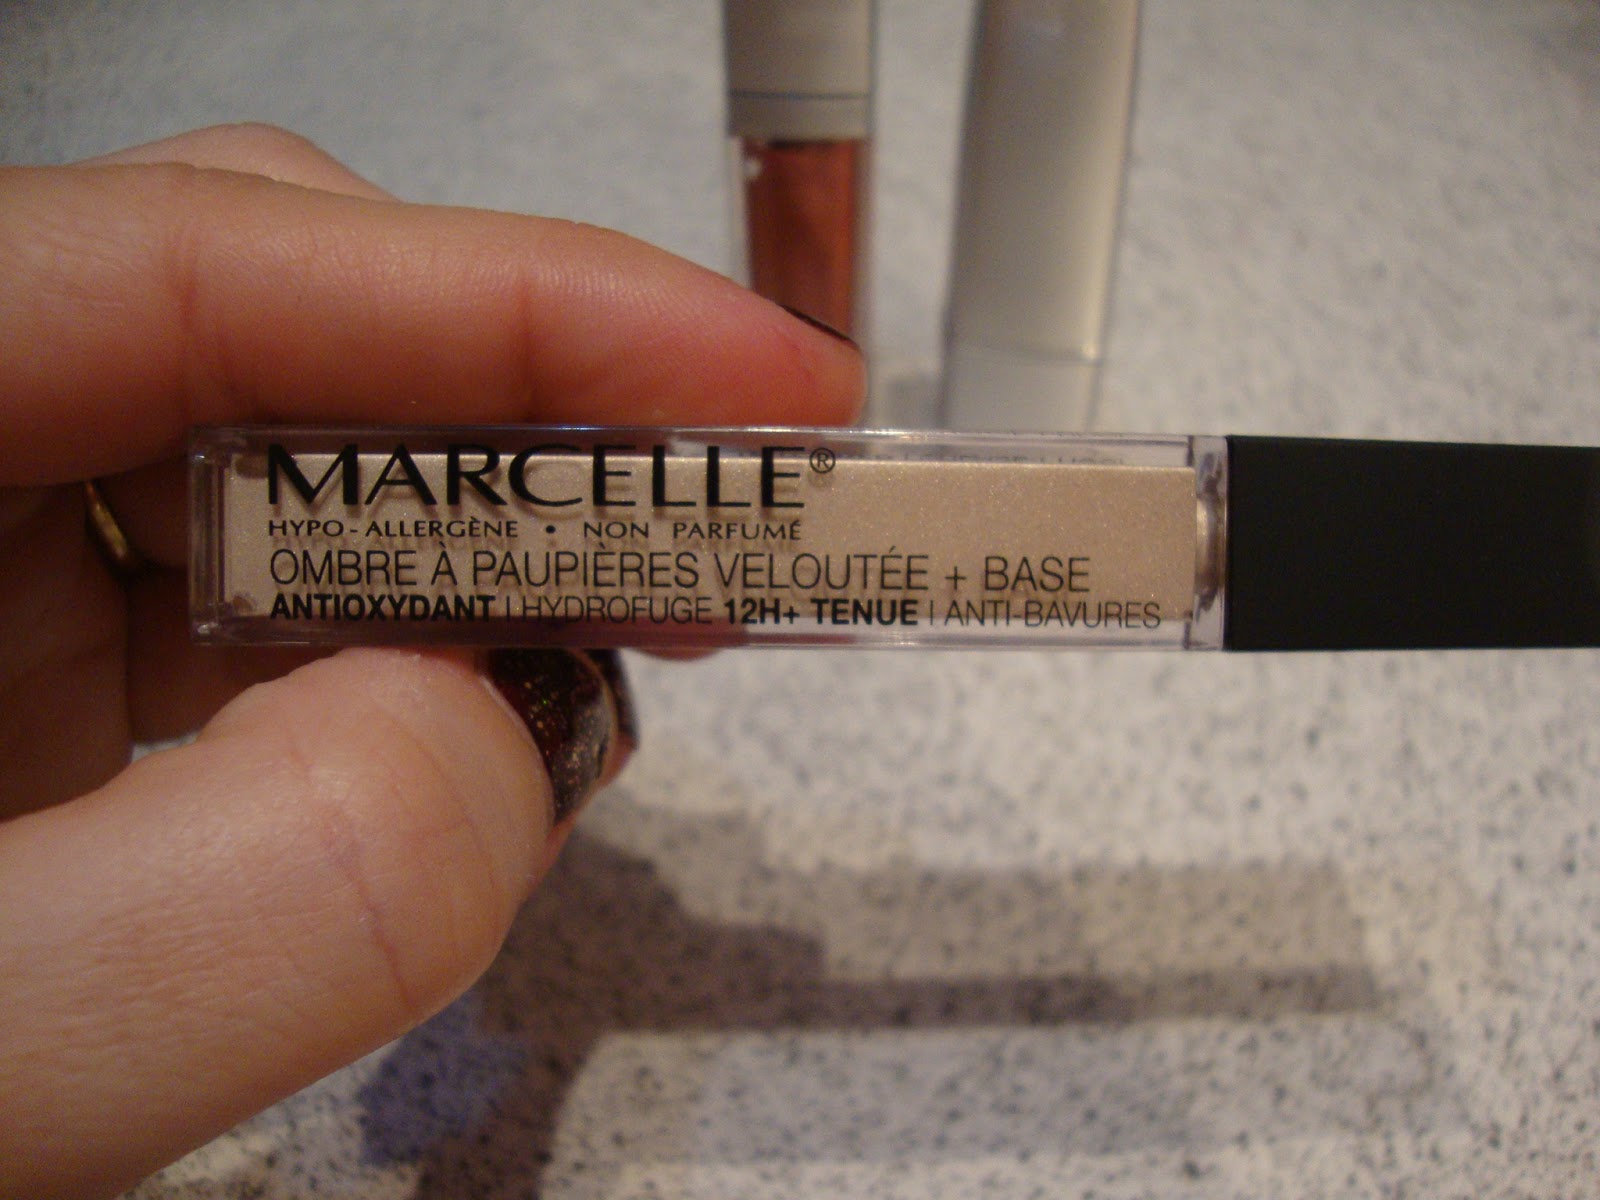 MARCELLE®
HYPO-ALLERGÈNE • NON PARFUMÉ
OMBRE À PAUPIÈRES VELOUTÉE + BASE
ANTIOXYDANT | HYDROFUGE 12H+ TENUE | ANTI-BAVURES